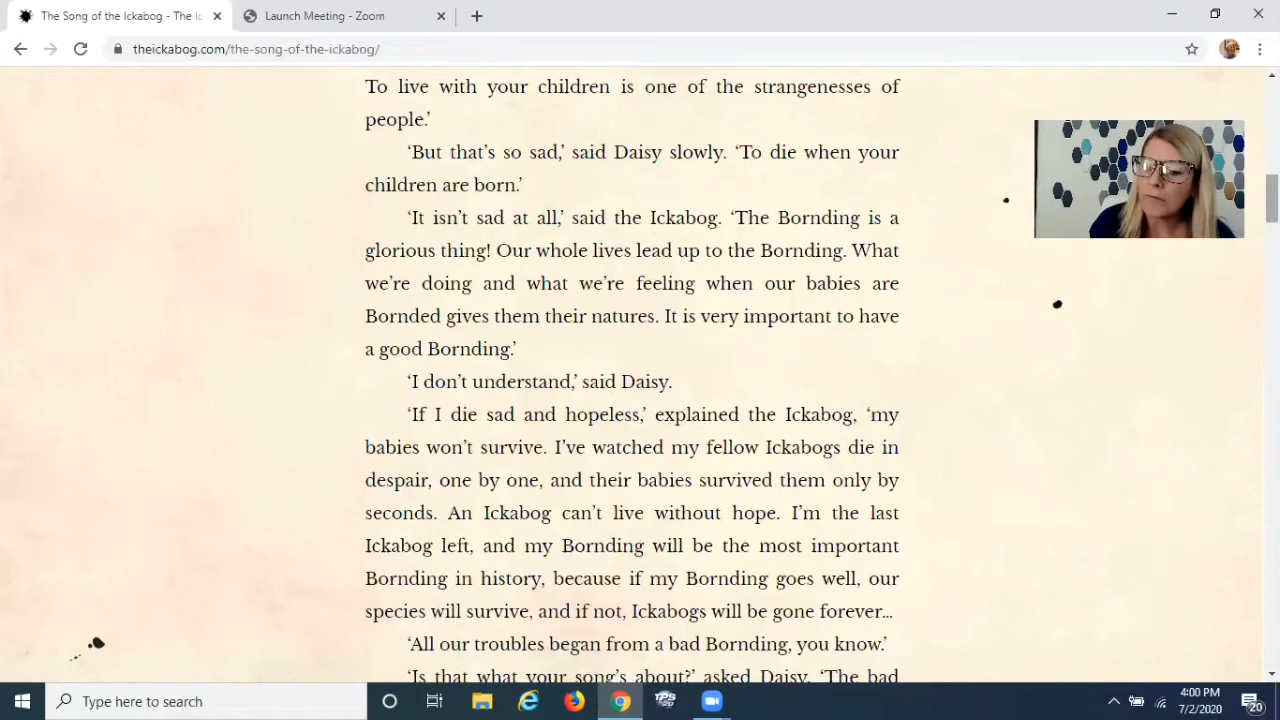 The Song of the Ickabog - The ic
Launch Meeting - Zoom
theickabog.com/the-song-of-the-ickabog/
To live with your children is one of the strangenesses of
people.’
‘But that’s so sad,’ said Daisy slowly. ‘To die when your
children are born.’
‘It isn’t sad at all,’ said the Ickabog. ‘The Bornding is a
glorious thing! Our whole lives lead up to the Bornding. What
we’re doing and what we’re feeling when our babies are
Bornded gives them their natures. It is very important to have
a good Bornding.’
‘I don’t understand,’ said Daisy.
‘If I die sad and hopeless,’ explained the Ickabog, ‘my
babies won’t survive. I’ve watched my fellow Ickabogs die in
despair, one by one, and their babies survived them only by
seconds. An Ickabog can’t live without hope. I’m the last
Ickabog left, and my Bornding will be the most important
Bornding in history, because if my Bornding goes well, our
species will survive, and if not, Ickabogs will be gone forever…
‘All our troubles began from a bad Bornding, you know.’
‘Is that what your song’s about?’ asked Daisy. ‘The bad
Type here to search
TPS
4:00 PM
7/2/2020
20